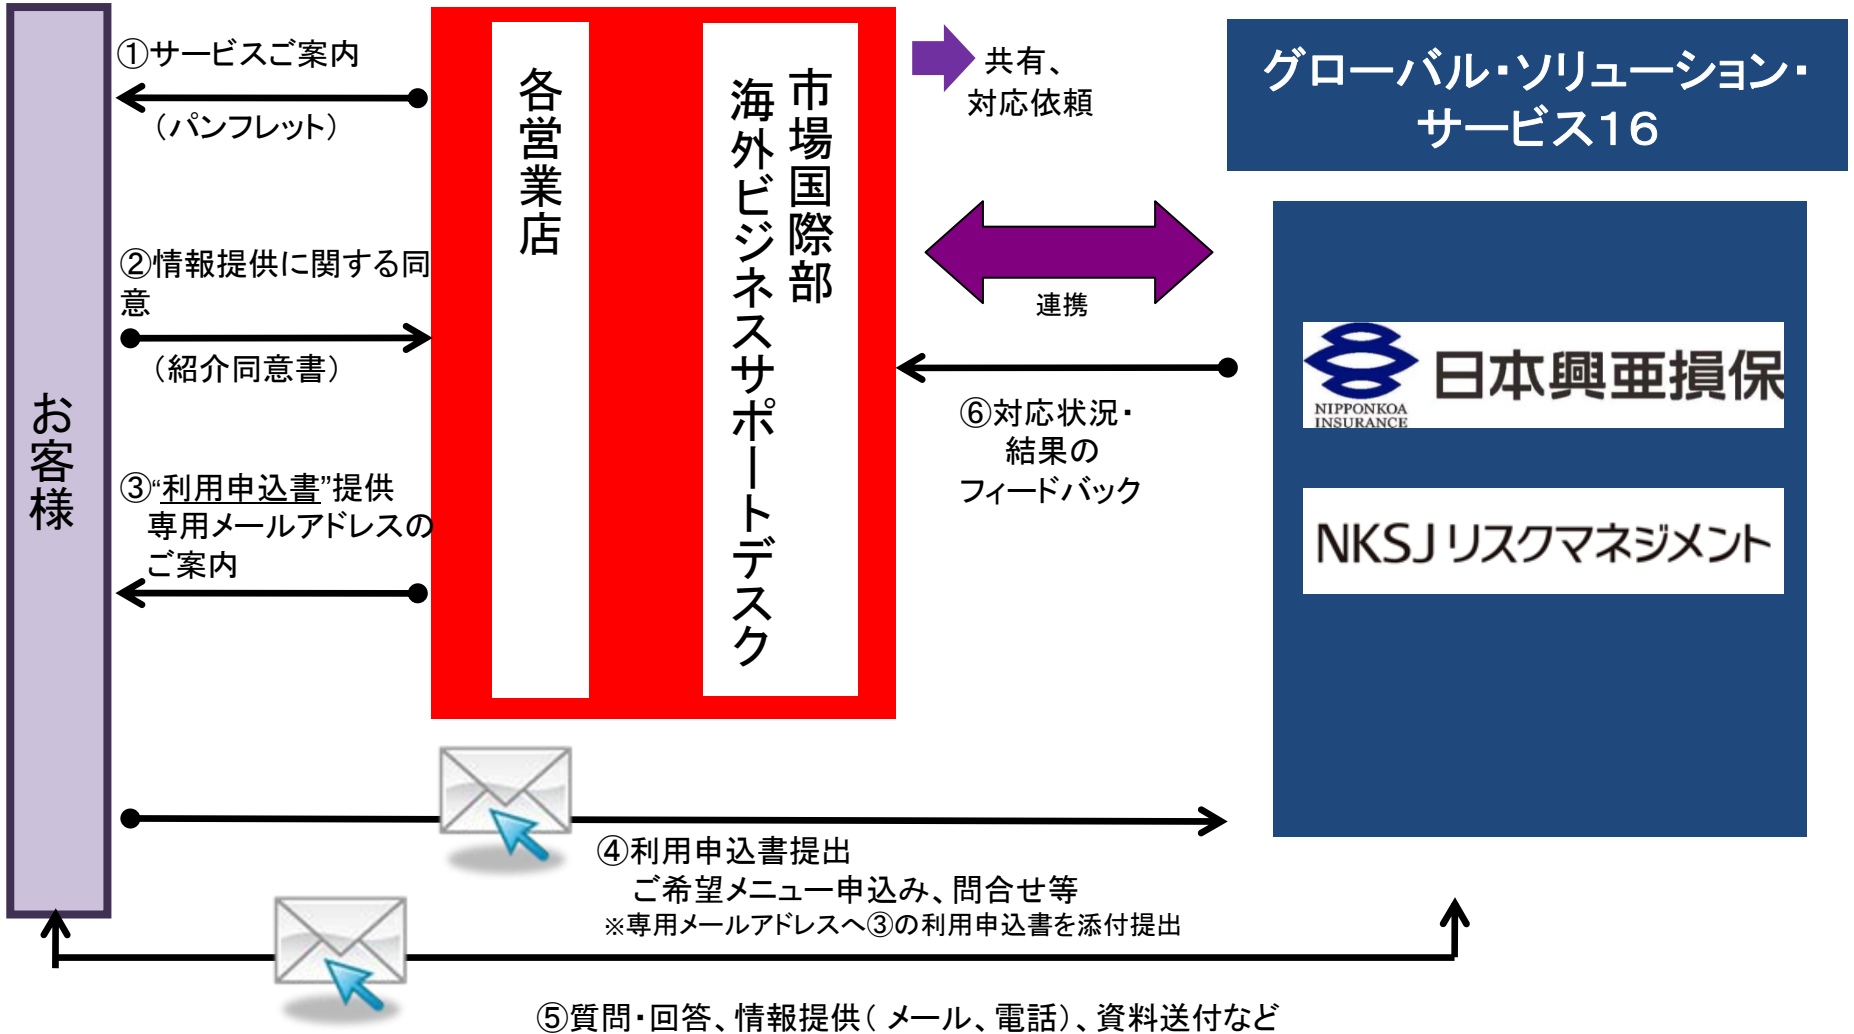 ①サービスご案内
（パンフレット）
②情報提供に関する同
意
（紹介同意書）
③“利用申込書”提供
専用メールアドレスの
ご案内
お客様
各営業店
市場国際部
海外ビジネスサポートデスク
共有、
対応依頼
連携
⑥対応状況・
結果の
フィードバック
グローバル・ソリューション・
サービス１６
日本興亜損保
NIPPONKOA
INSURANCE
NKSJリスクマネジメント
④利用申込書提出
ご希望メニュー申込み、問合せ等
※専用メールアドレスへ③の利用申込書を添付提出
⑤質問・回答、情報提供（ メール、電話）、資料送付など